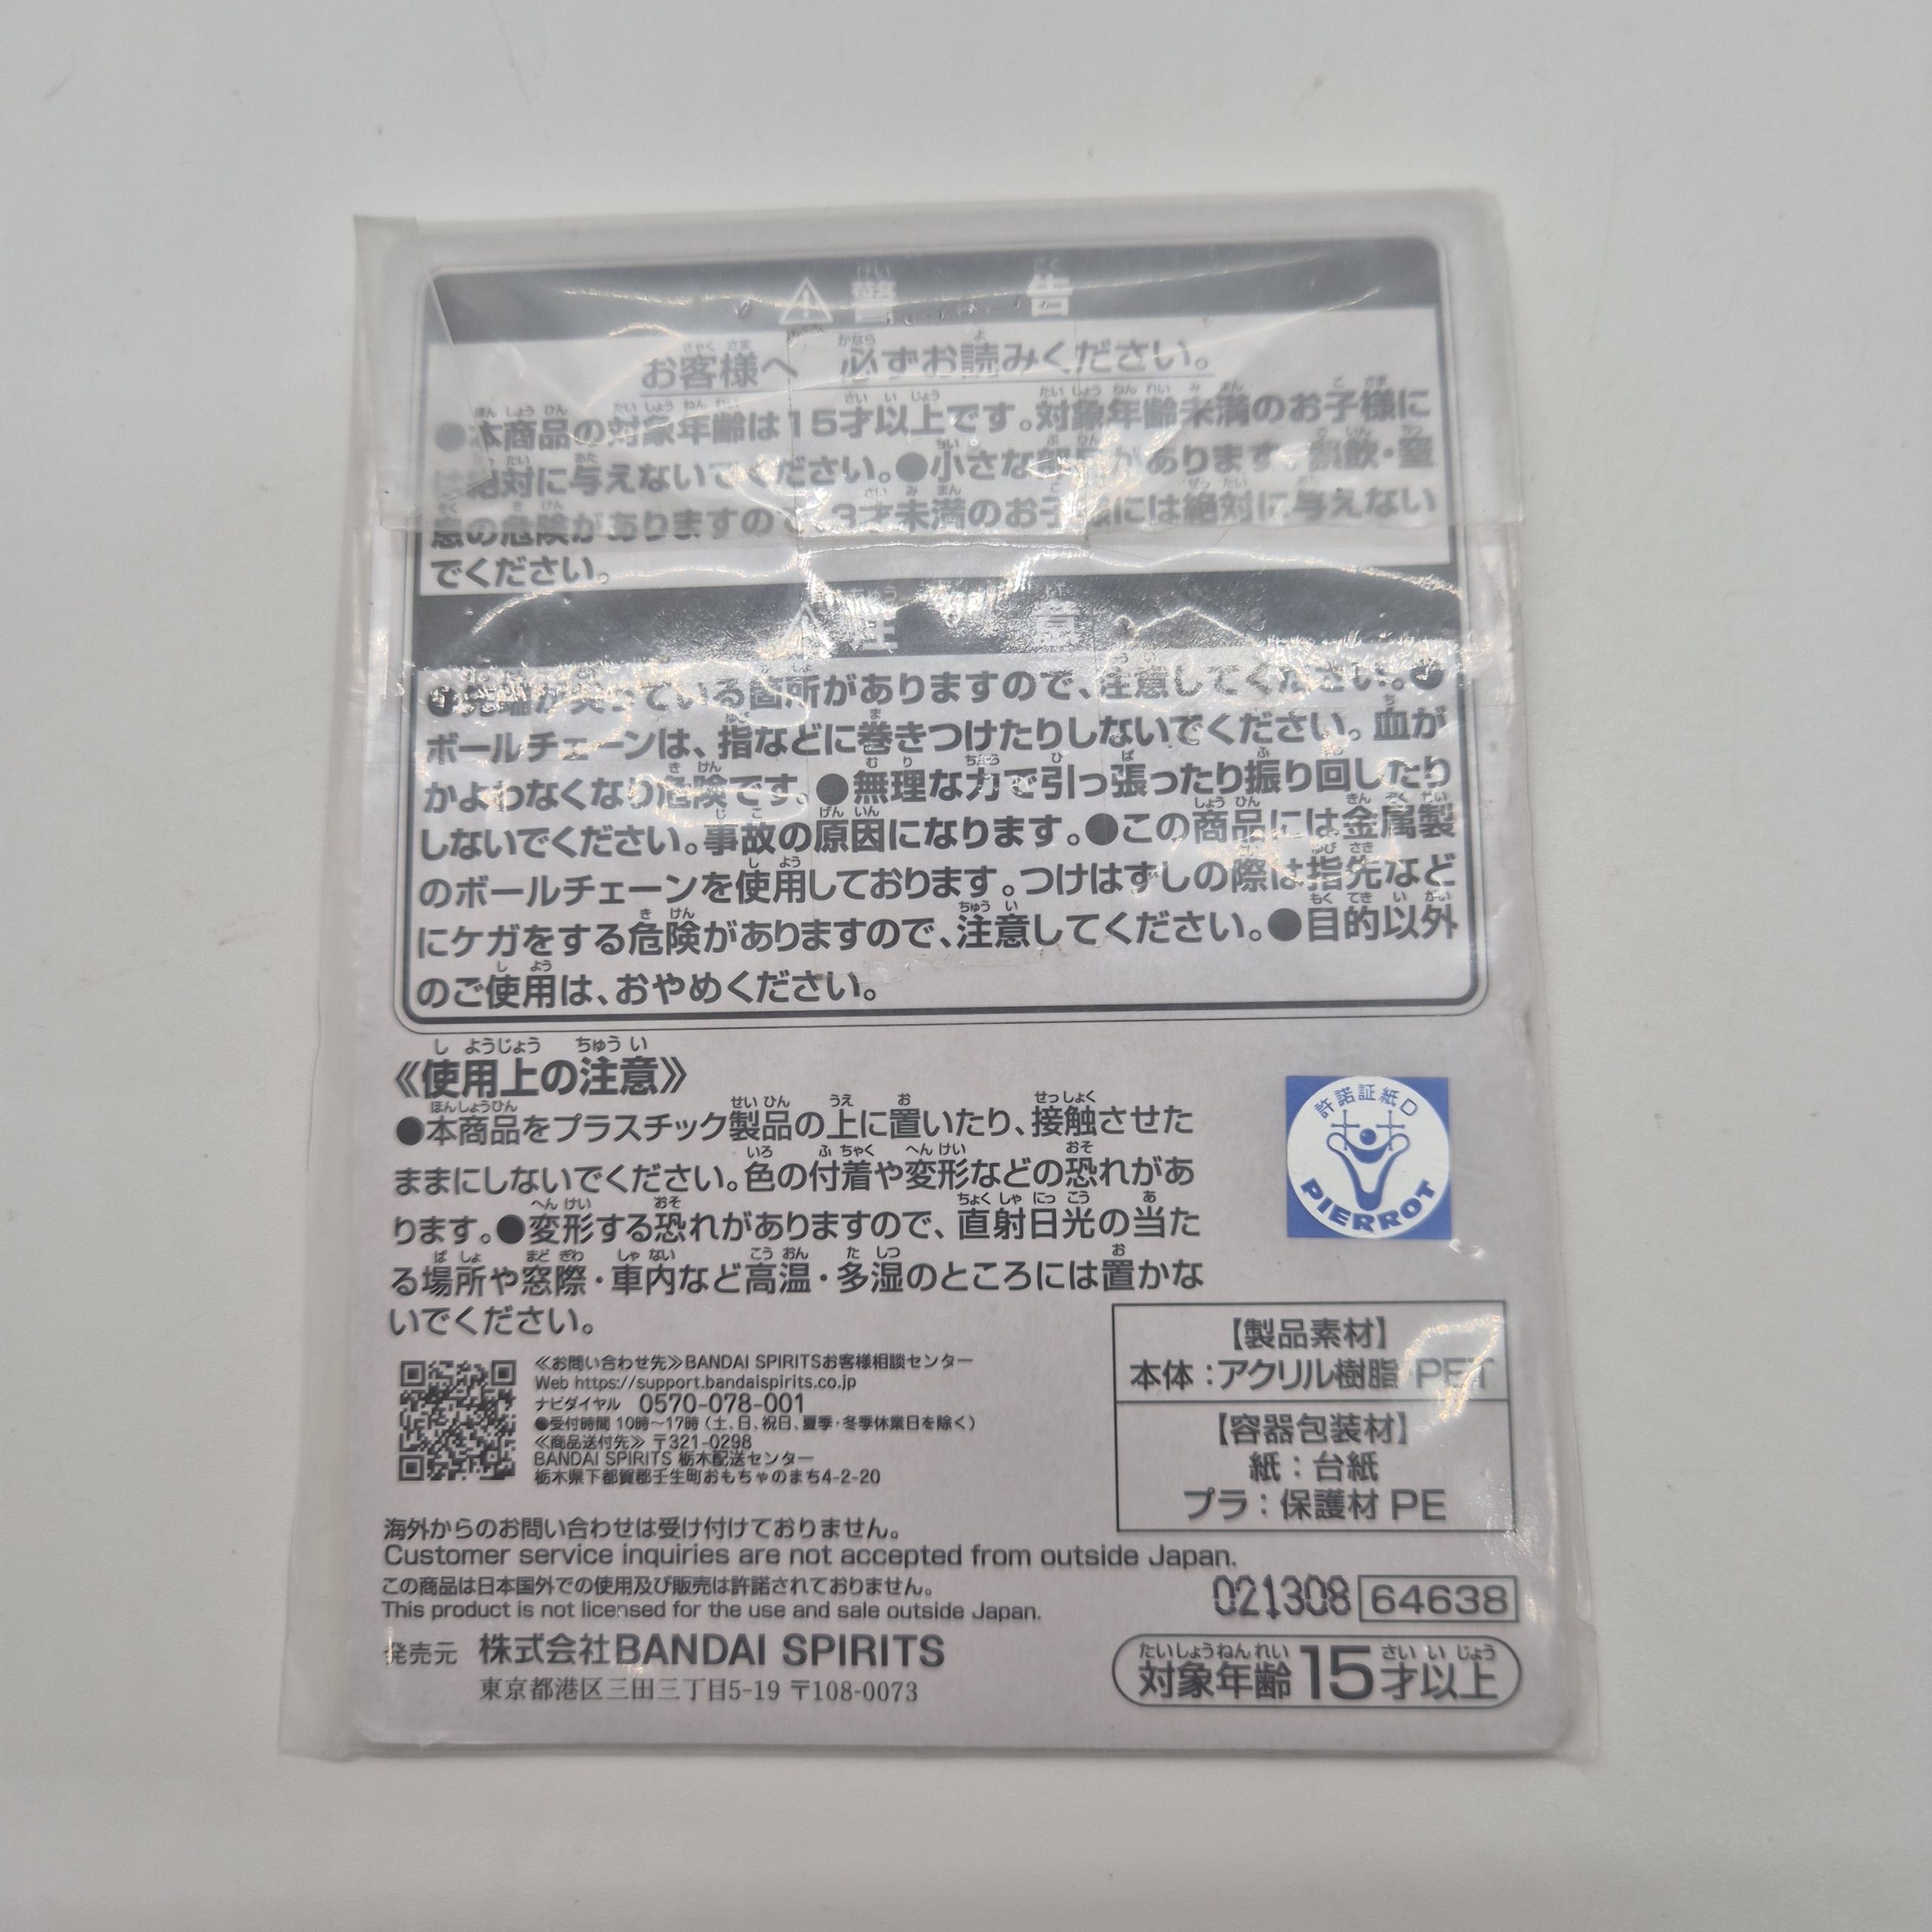 警告
お客様へ 必ずお読みください。
●本商品の対象年齢は15才以上です。対象年齢未満のお子様に
は絶対に与えないでください。●小さな部品があります。誤飲・窒
息の危険がありますので、3才未満のお子様には絶対に与えない
でください。
注意
●先端が尖っている箇所がありますので、注意してください。●
ボールチェーンは、指などに巻きつけたりしないでください。血が
かよわなくなり危険です。●無理な力で引っ張ったり振り回したり
しないでください。事故の原因になります。●この商品には金属製
のボールチェーンを使用しております。つけはずしの際は指先など
にケガをする危険がありますので、注意してください。●目的以外
のご使用は、おやめください。
《使用上の注意》
●本商品をプラスチック製品の上に置いたり、接触させた
ままにしないでください。色の付着や変形などの恐れがあ
ります。●変形する恐れがありますので、直射日光の当た
る場所や窓際・車内など高温・多湿のところには置かな
いでください。
許諾証紙D
PIERROT
【製品素材】
本体：アクリル樹脂 PET
【容器包装材】
紙：台紙
プラ：保護材 PE
≪お問い合わせ先≫BANDAI SPIRITSお客様相談センター
Web https://support.bandaispirits.co.jp
ナビダイヤル 0570-078-001
●受付時間 10時～17時（土、日、祝日、夏季・冬季休業日を除く）
≪商品送付先≫ 〒321-0298
BANDAI SPIRITS 栃木配送センター
栃木県下都賀郡壬生町おもちゃのまち4-2-20
海外からのお問い合わせは受け付けておりません。
Customer service inquiries are not accepted from outside Japan.
この商品は日本国外での使用及び販売は許諾されておりません。
This product is not licensed for the use and sale outside Japan.
021308 64638
発売元 株式会社BANDAI SPIRITS
東京都港区三田三丁目5-19 〒108-0073
対象年齢15才以上